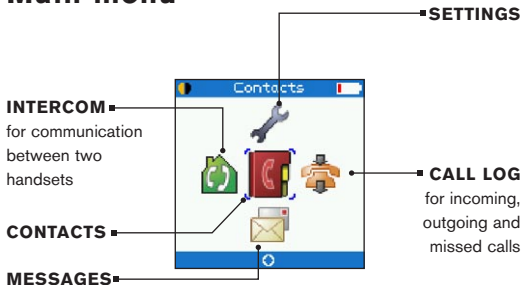 Main menu
SETTINGS
Contacts
INTERCOM
for communication
between two
handsets
CALL LOG
for incoming,
outgoing and
missed calls
CONTACTS
MESSAGES